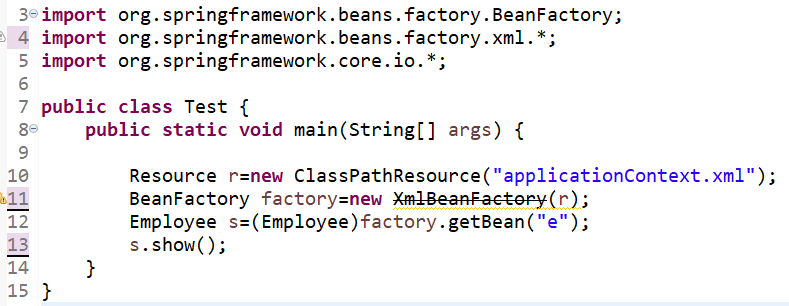 3 import org.springframework.beans.factory.BeanFactory;
4 import org.springframework.beans.factory.xml.*;
5 import org.springframework.core.io.*;
6
7 public class Test {
8     public static void main(String[] args) {
9
10         Resource r=new ClassPathResource("applicationContext.xml");
11         BeanFactory factory=new XmlBeanFactory(r);
12         Employee s=(Employee)factory.getBean("e");
13         s.show();
14     }
15 }